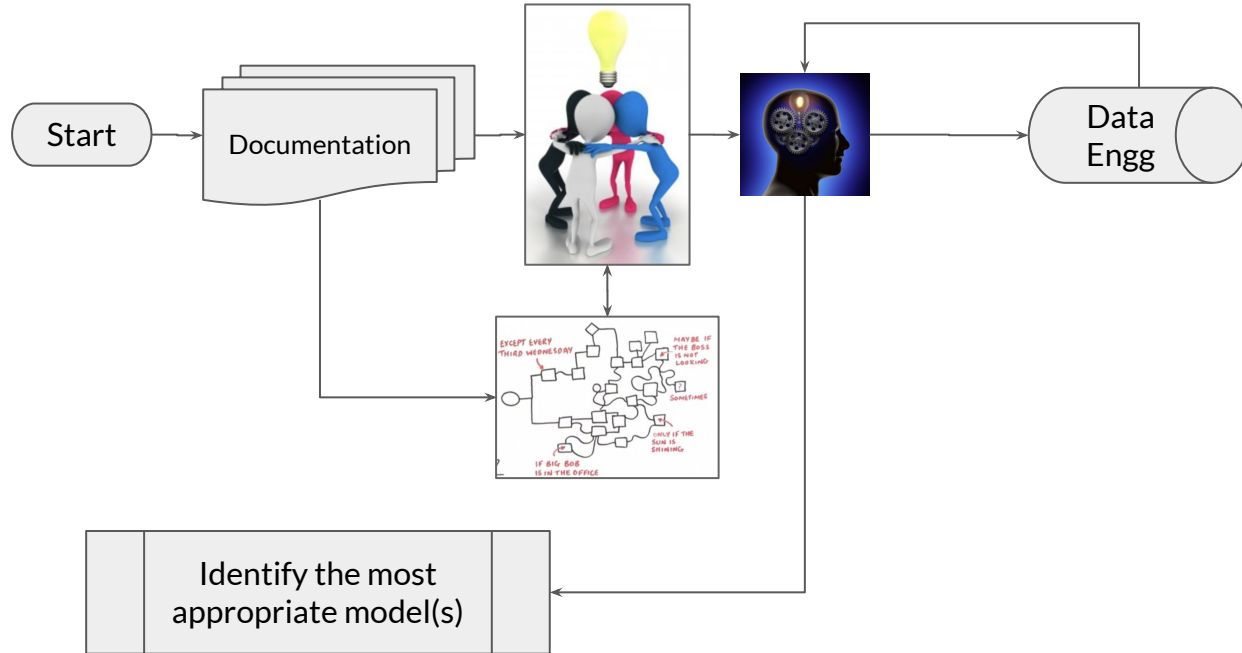 Start
Documentation
Data
Engg
EXCEPT EVERY
THIRD WEDNESDAY
MAYBE IF
THE BOSS
IS NOT
LOOKING
?
SOMETIMES
ONLY IF THE
SUN IS
SHINING
IF BIG BOB
IS IN THE OFFICE
Identify the most
appropriate model(s)